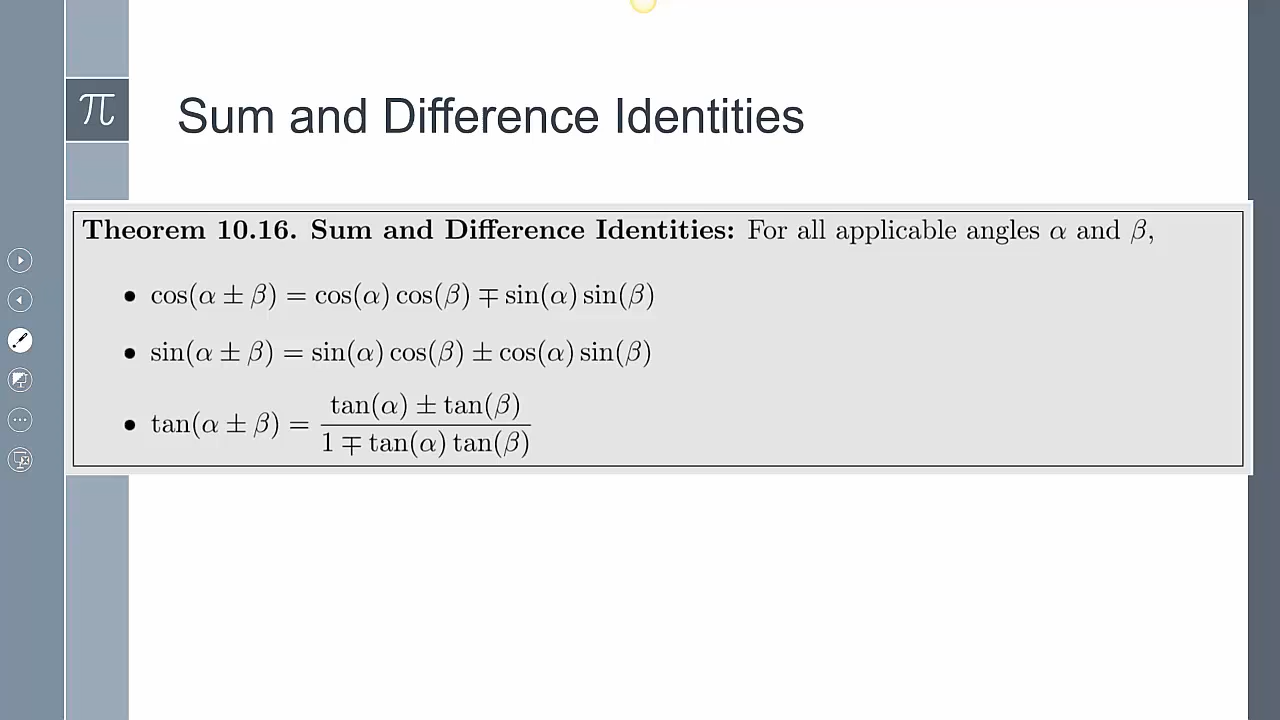 π
Sum and Difference Identities
Theorem 10.16. Sum and Difference Identities: For all applicable angles α and β,
• cos(α ± β) = cos(α) cos(β) ∓ sin(α) sin(β)
• sin(α ± β) = sin(α) cos(β) ± cos(α) sin(β)
• tan(α ± β) = tan(α) ± tan(β) / 1 ∓ tan(α) tan(β)